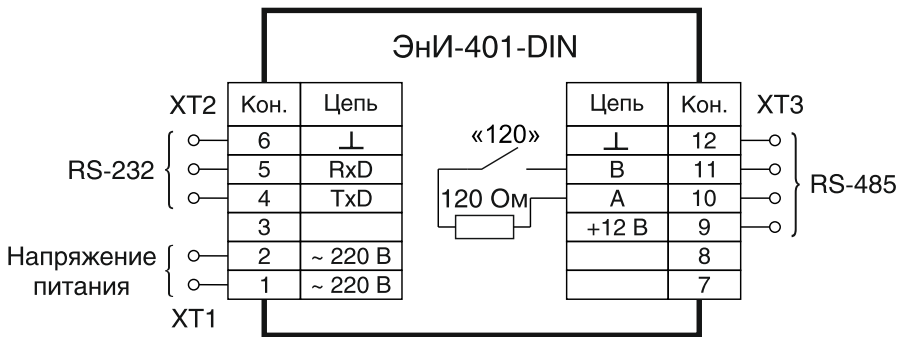 ЭнИ-401-DIN
XT2
Кон. Цепь
6 ⊥
5 RxD
4 TxD
3
2 ~ 220 В
1 ~ 220 В
RS-232
Напряжение
питания
XT1
«120»
120 Ом
Цепь Кон.
⊥ 12
B 11
A 10
+12 В 9
8
7
XT3
RS-485